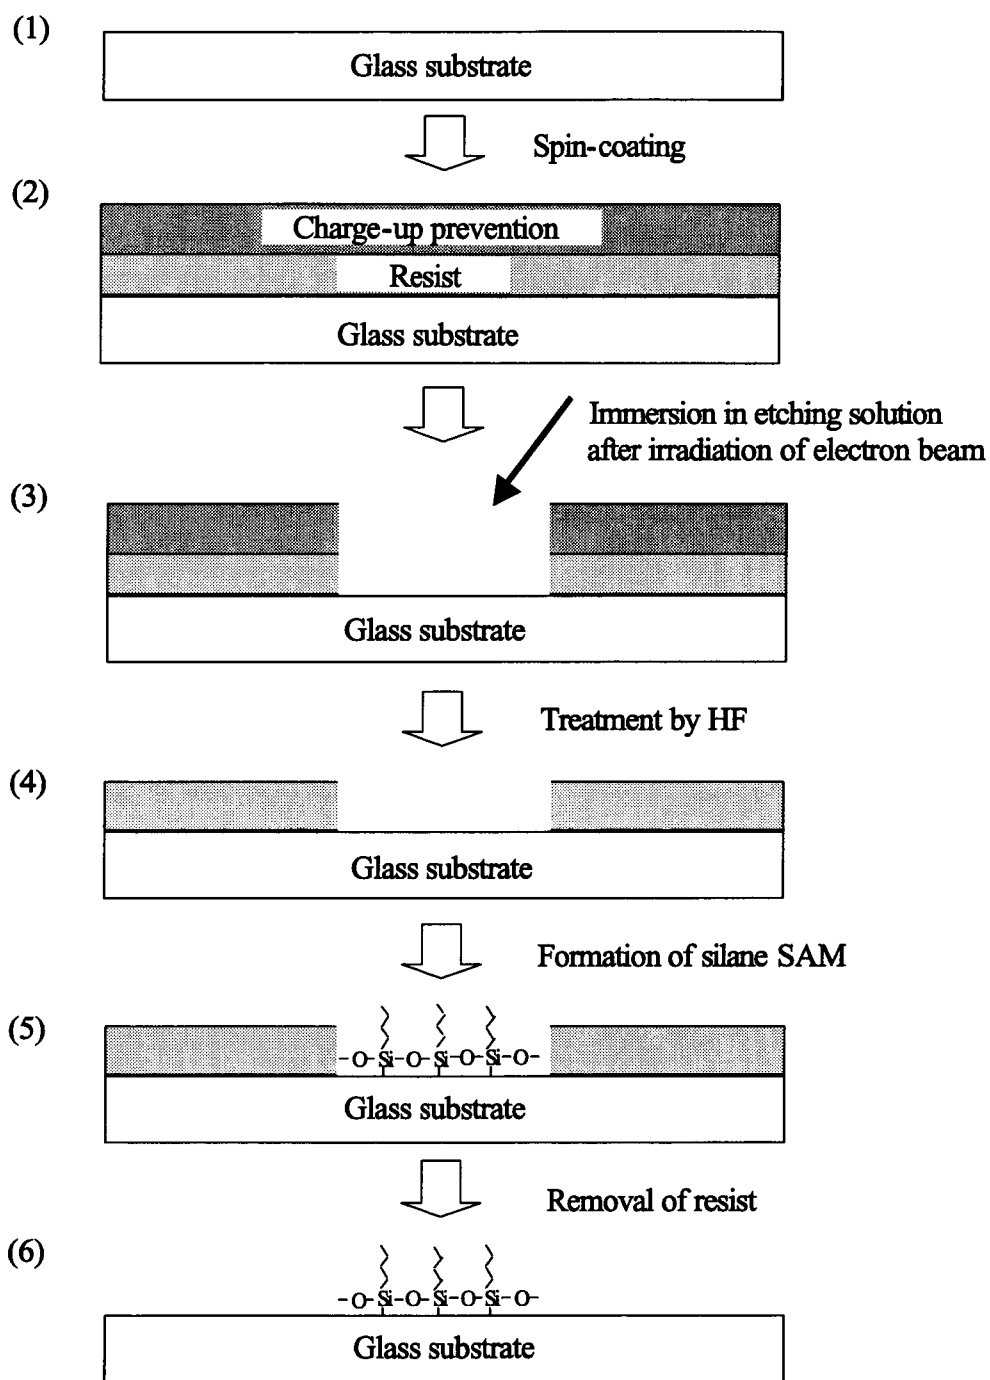 (1)
Glass substrate
Spin-coating
(2)
Charge-up prevention
Resist
Glass substrate
Immersion in etching solution
after irradiation of electron beam
(3)
Glass substrate
Treatment by HF
(4)
Glass substrate
Formation of silane SAM
(5)
-O-Si-O-Si-O-Si-O-
Glass substrate
Removal of resist
(6)
-O-Si-O-Si-O-Si-O-
Glass substrate